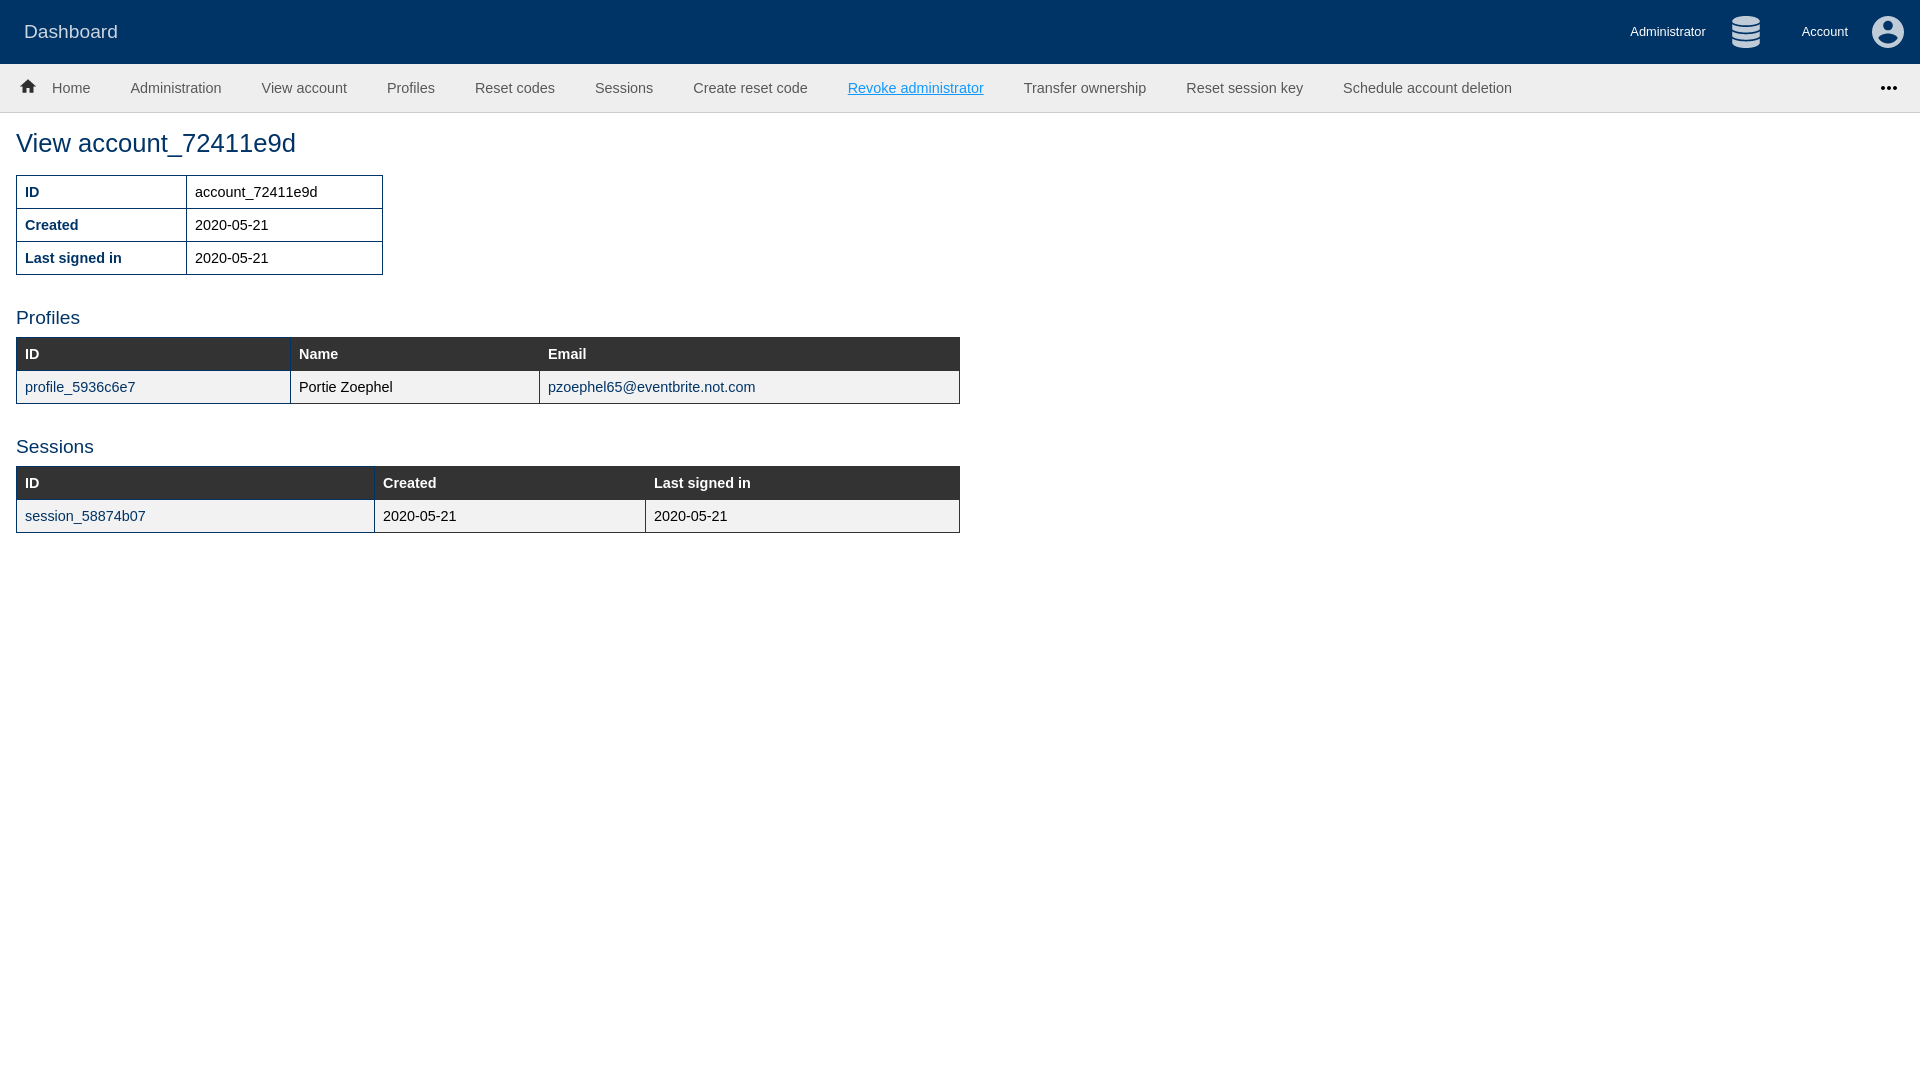 Dashboard
Administrator
Account
Home
Administration
View account
Profiles
Reset codes
Sessions
Create reset code
Revoke administrator
Transfer ownership
Reset session key
Schedule account deletion
View account_72411e9d
ID account_72411e9d
Created 2020-05-21
Last signed in 2020-05-21
Profiles
ID Name Email
profile_5936c6e7 Portie Zoephel pzoephel65@eventbrite.not.com
Sessions
ID Created Last signed in
session_58874b07 2020-05-21 2020-05-21